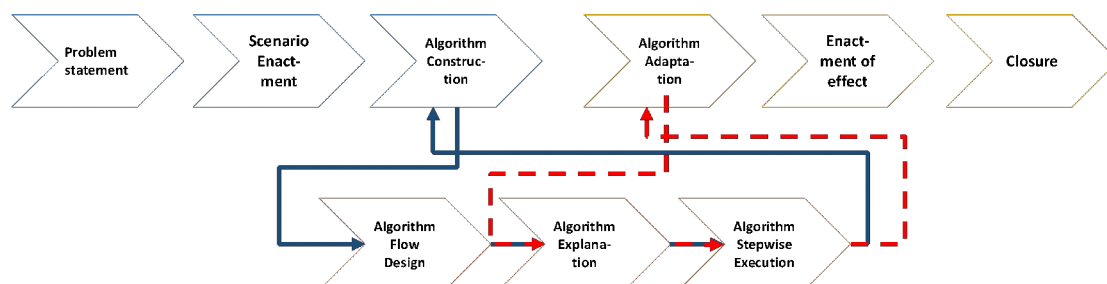 Problem
statement
Scenario
Enact-
ment
Algorithm
Construc-
tion
Algorithm
Adapta-
tion
Enact-
ment of
effect
Closure
Algorithm
Flow
Design
Algorithm
Explana-
tion
Algorithm
Stepwise
Execution